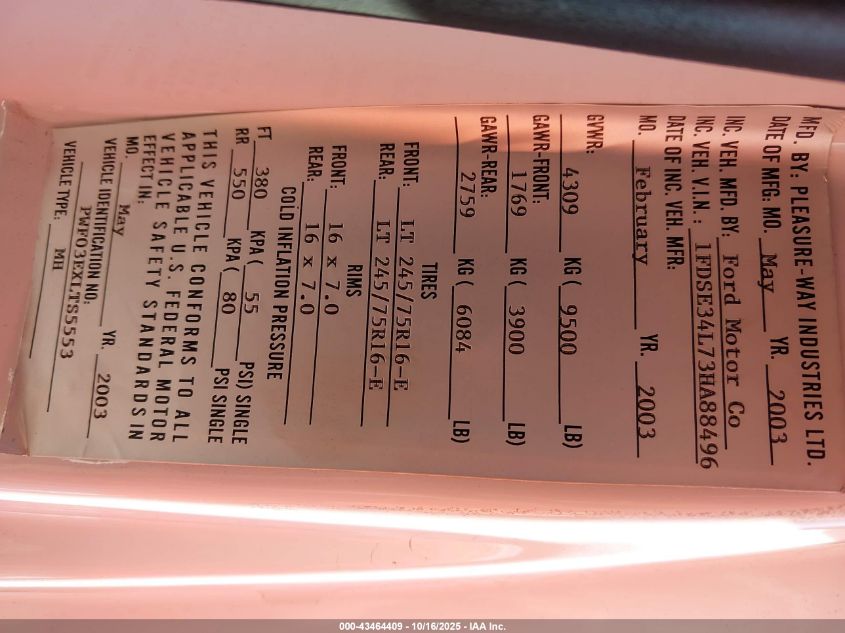 MFD. BY: PLEASURE-WAY INDUSTRIES LTD.
DATE OF MFG: MO. May YR. 2003
INC. VEH. MFD. BY: Ford Motor Co
INC. VEH. V.I.N.: 1FDSE34L73HA88496
DATE OF INC. VEH. MFR:
MO. February YR. 2003
GVWR: 4309 KG ( 9500 LB)
GAWR-FRONT: 1769 KG ( 3900 LB)
GAWR-REAR: 2759 KG ( 6084 LB)
TIRES
FRONT: LT 245/75R16-E
REAR: LT 245/75R16-E
RIMS
FRONT: 16 x 7.0
REAR: 16 x 7.0
COLD INFLATION PRESSURE
FT 380 KPA ( 55 PSI) SINGLE
RR 550 KPA ( 80 PSI SINGLE
THIS VEHICLE CONFORMS TO ALL
APPLICABLE U.S. FEDERAL MOTOR
VEHICLE SAFETY STANDARDS IN
EFFECT IN:
MO. May YR. 2003
VEHICLE IDENTIFICATION NO:
PWF03EXLTS5553
VEHICLE TYPE: MH
000-43464409 - 10/16/2025 - IAA Inc.